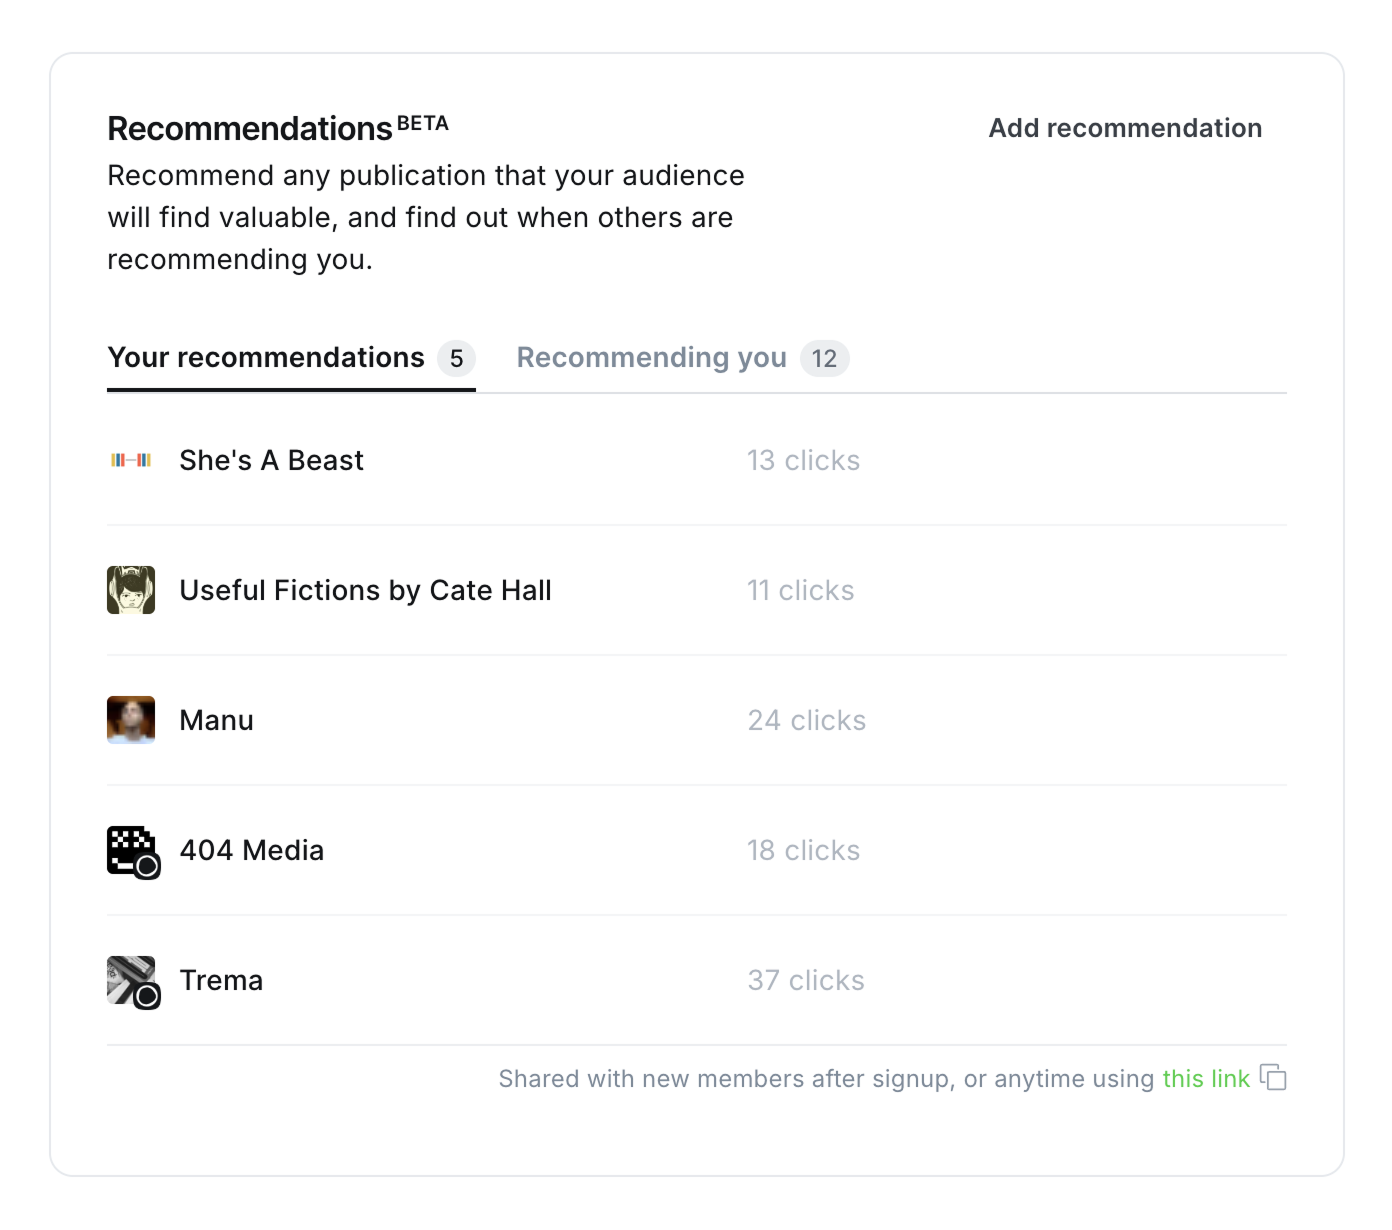 Recommendations BETA
Add recommendation
Recommend any publication that your audience
will find valuable, and find out when others are
recommending you.
Your recommendations 5 Recommending you 12
She's A Beast 13 clicks
Useful Fictions by Cate Hall 11 clicks
Manu 24 clicks
404 Media 18 clicks
Trema 37 clicks
Shared with new members after signup, or anytime using this link